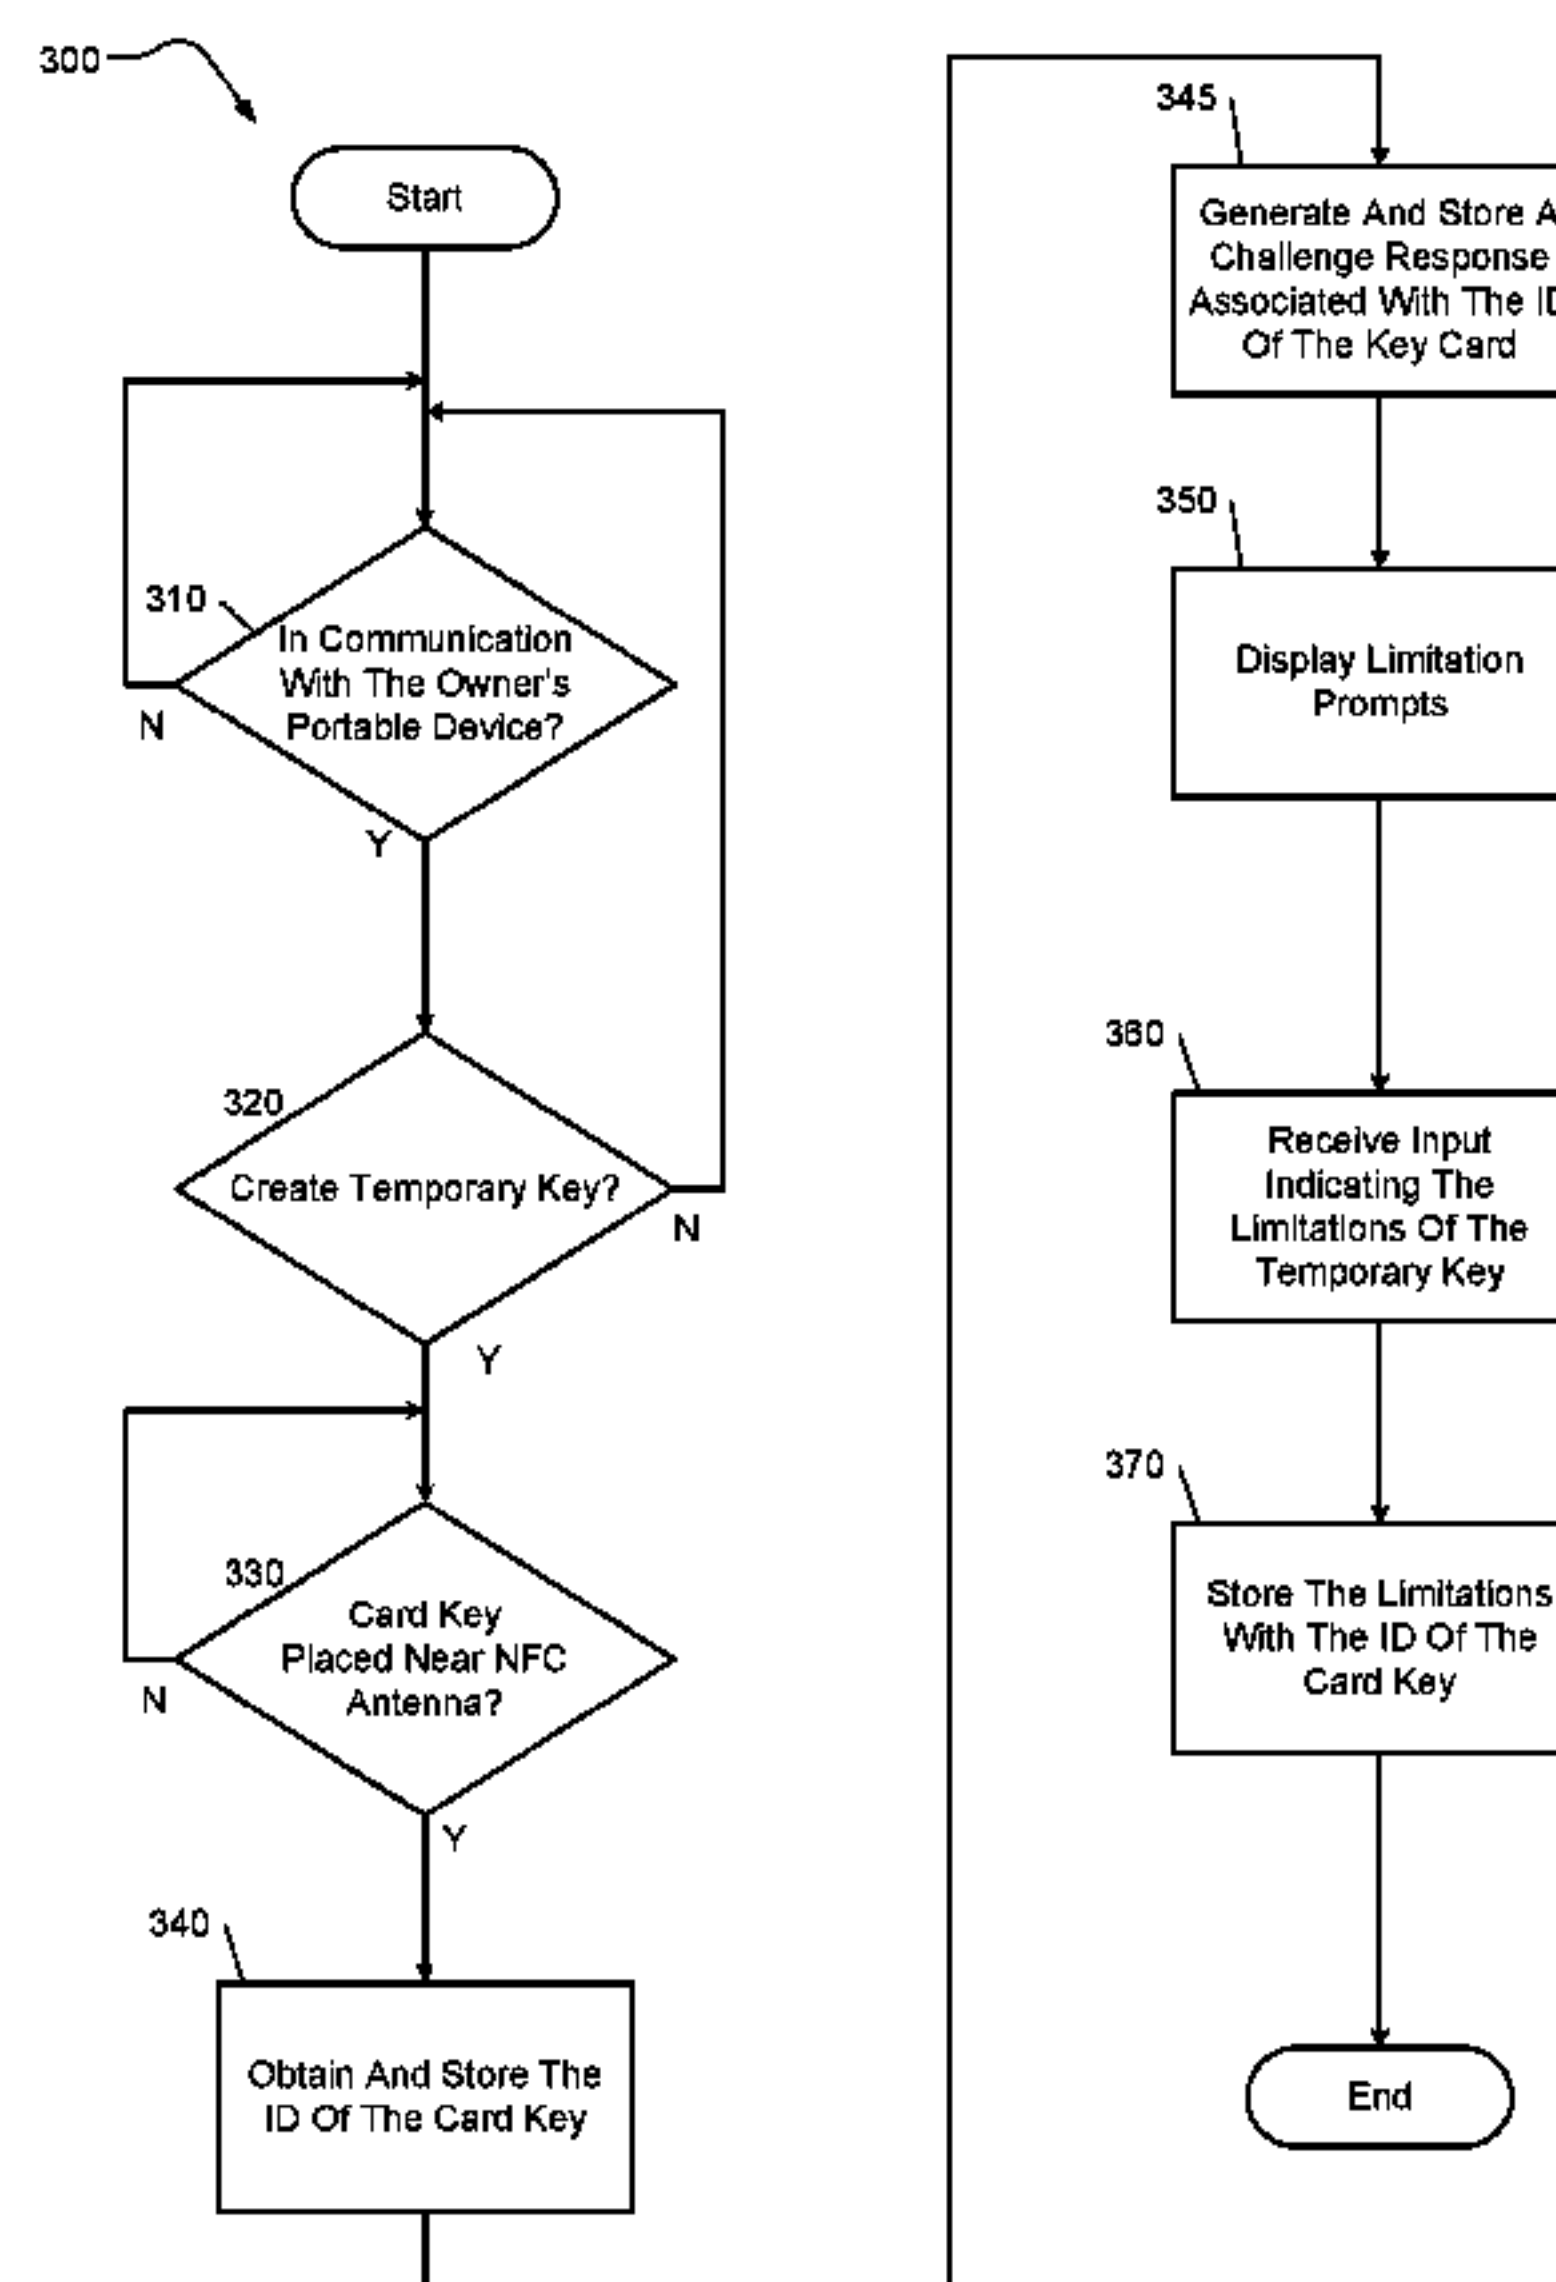 300
Start
310
In Communication
With The Owner's
Portable Device?
N
Y
320
Create Temporary Key?
N
Y
330
Card Key
Placed Near NFC
Antenna?
N
Y
340
Obtain And Store The
ID Of The Card Key
345
Generate And Store A
Challenge Response
Associated With The ID
Of The Key Card
350
Display Limitation
Prompts
360
Receive Input
Indicating The
Limitations Of The
Temporary Key
370
Store The Limitations
With The ID Of The
Card Key
End